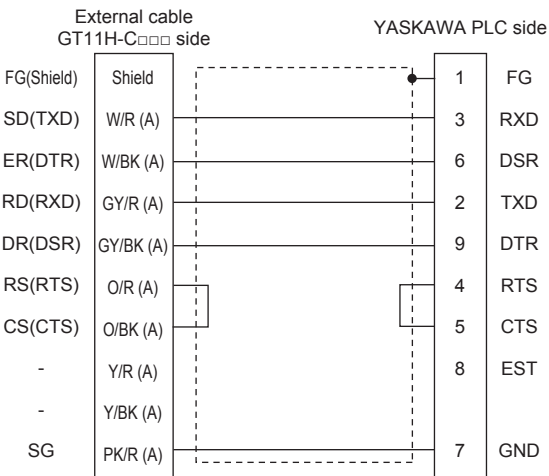 External cable
GT11H-C□□□ side
YASKAWA PLC side
FG(Shield) Shield 1 FG
SD(TXD) W/R (A) 3 RXD
ER(DTR) W/BK (A) 6 DSR
RD(RXD) GY/R (A) 2 TXD
DR(DSR) GY/BK (A) 9 DTR
RS(RTS) O/R (A) 4 RTS
CS(CTS) O/BK (A) 5 CTS
- Y/R (A) 8 EST
- Y/BK (A)
SG PK/R (A) 7 GND